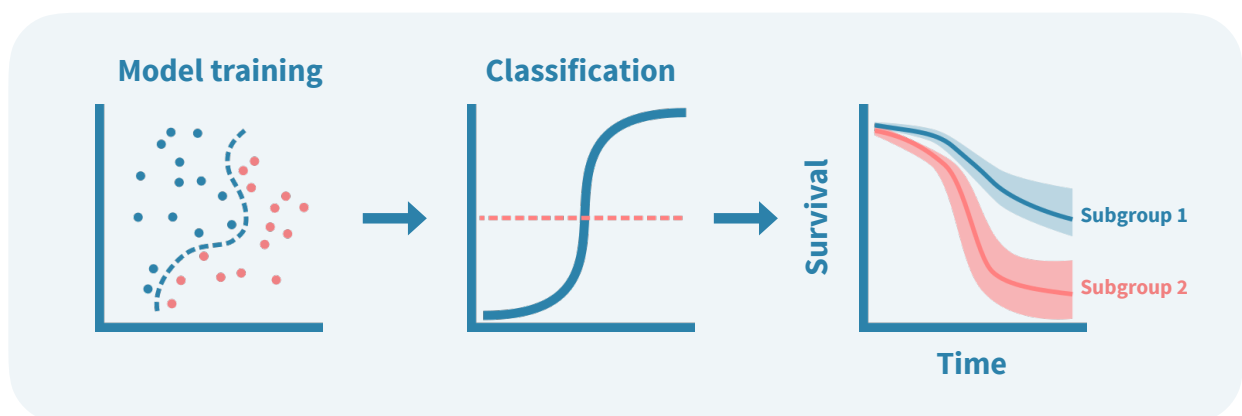 Model training
Classification
Survival
Subgroup 1
Subgroup 2
Time